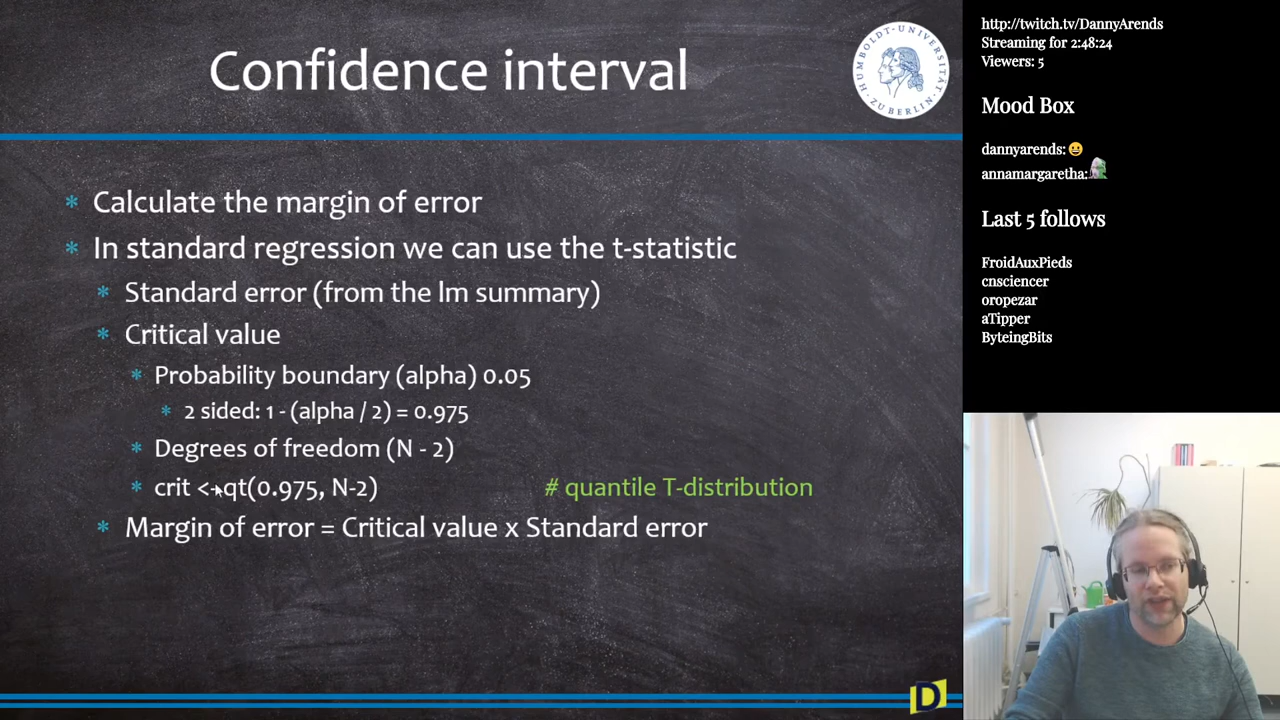 Confidence interval
HUMBOLDT-UNIVERSITÄT ZU BERLIN
* Calculate the margin of error
* In standard regression we can use the t-statistic
* Standard error (from the lm summary)
* Critical value
* Probability boundary (alpha) 0.05
* 2 sided: 1 - (alpha / 2) = 0.975
* Degrees of freedom (N - 2)
* crit <- qt(0.975, N-2) # quantile T-distribution
* Margin of error = Critical value x Standard error
D
http://twitch.tv/DannyArends
Streaming for 2:48:24
Viewers: 5
Mood Box
dannyarends:😀
annamargaretha:
Last 5 follows
FroidAuxPieds
cnsciencer
oropezar
aTipper
ByteingBits